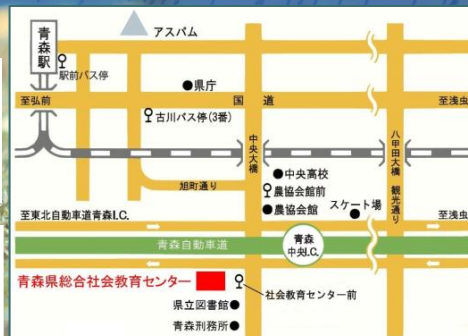 アスパム
青森駅
駅前バス停
県庁
至弘前
国道
至浅虫
古川バス停(3番)
中央大橋
八甲田大橋
観光通り
中央高校
農協会館前
農協会館
スケート場
旭町通り
至東北自動車道青森I.C.
至浅虫
青森自動車道
青森中央I.C.
青森県総合社会教育センター
社会教育センター前
県立図書館
青森刑務所